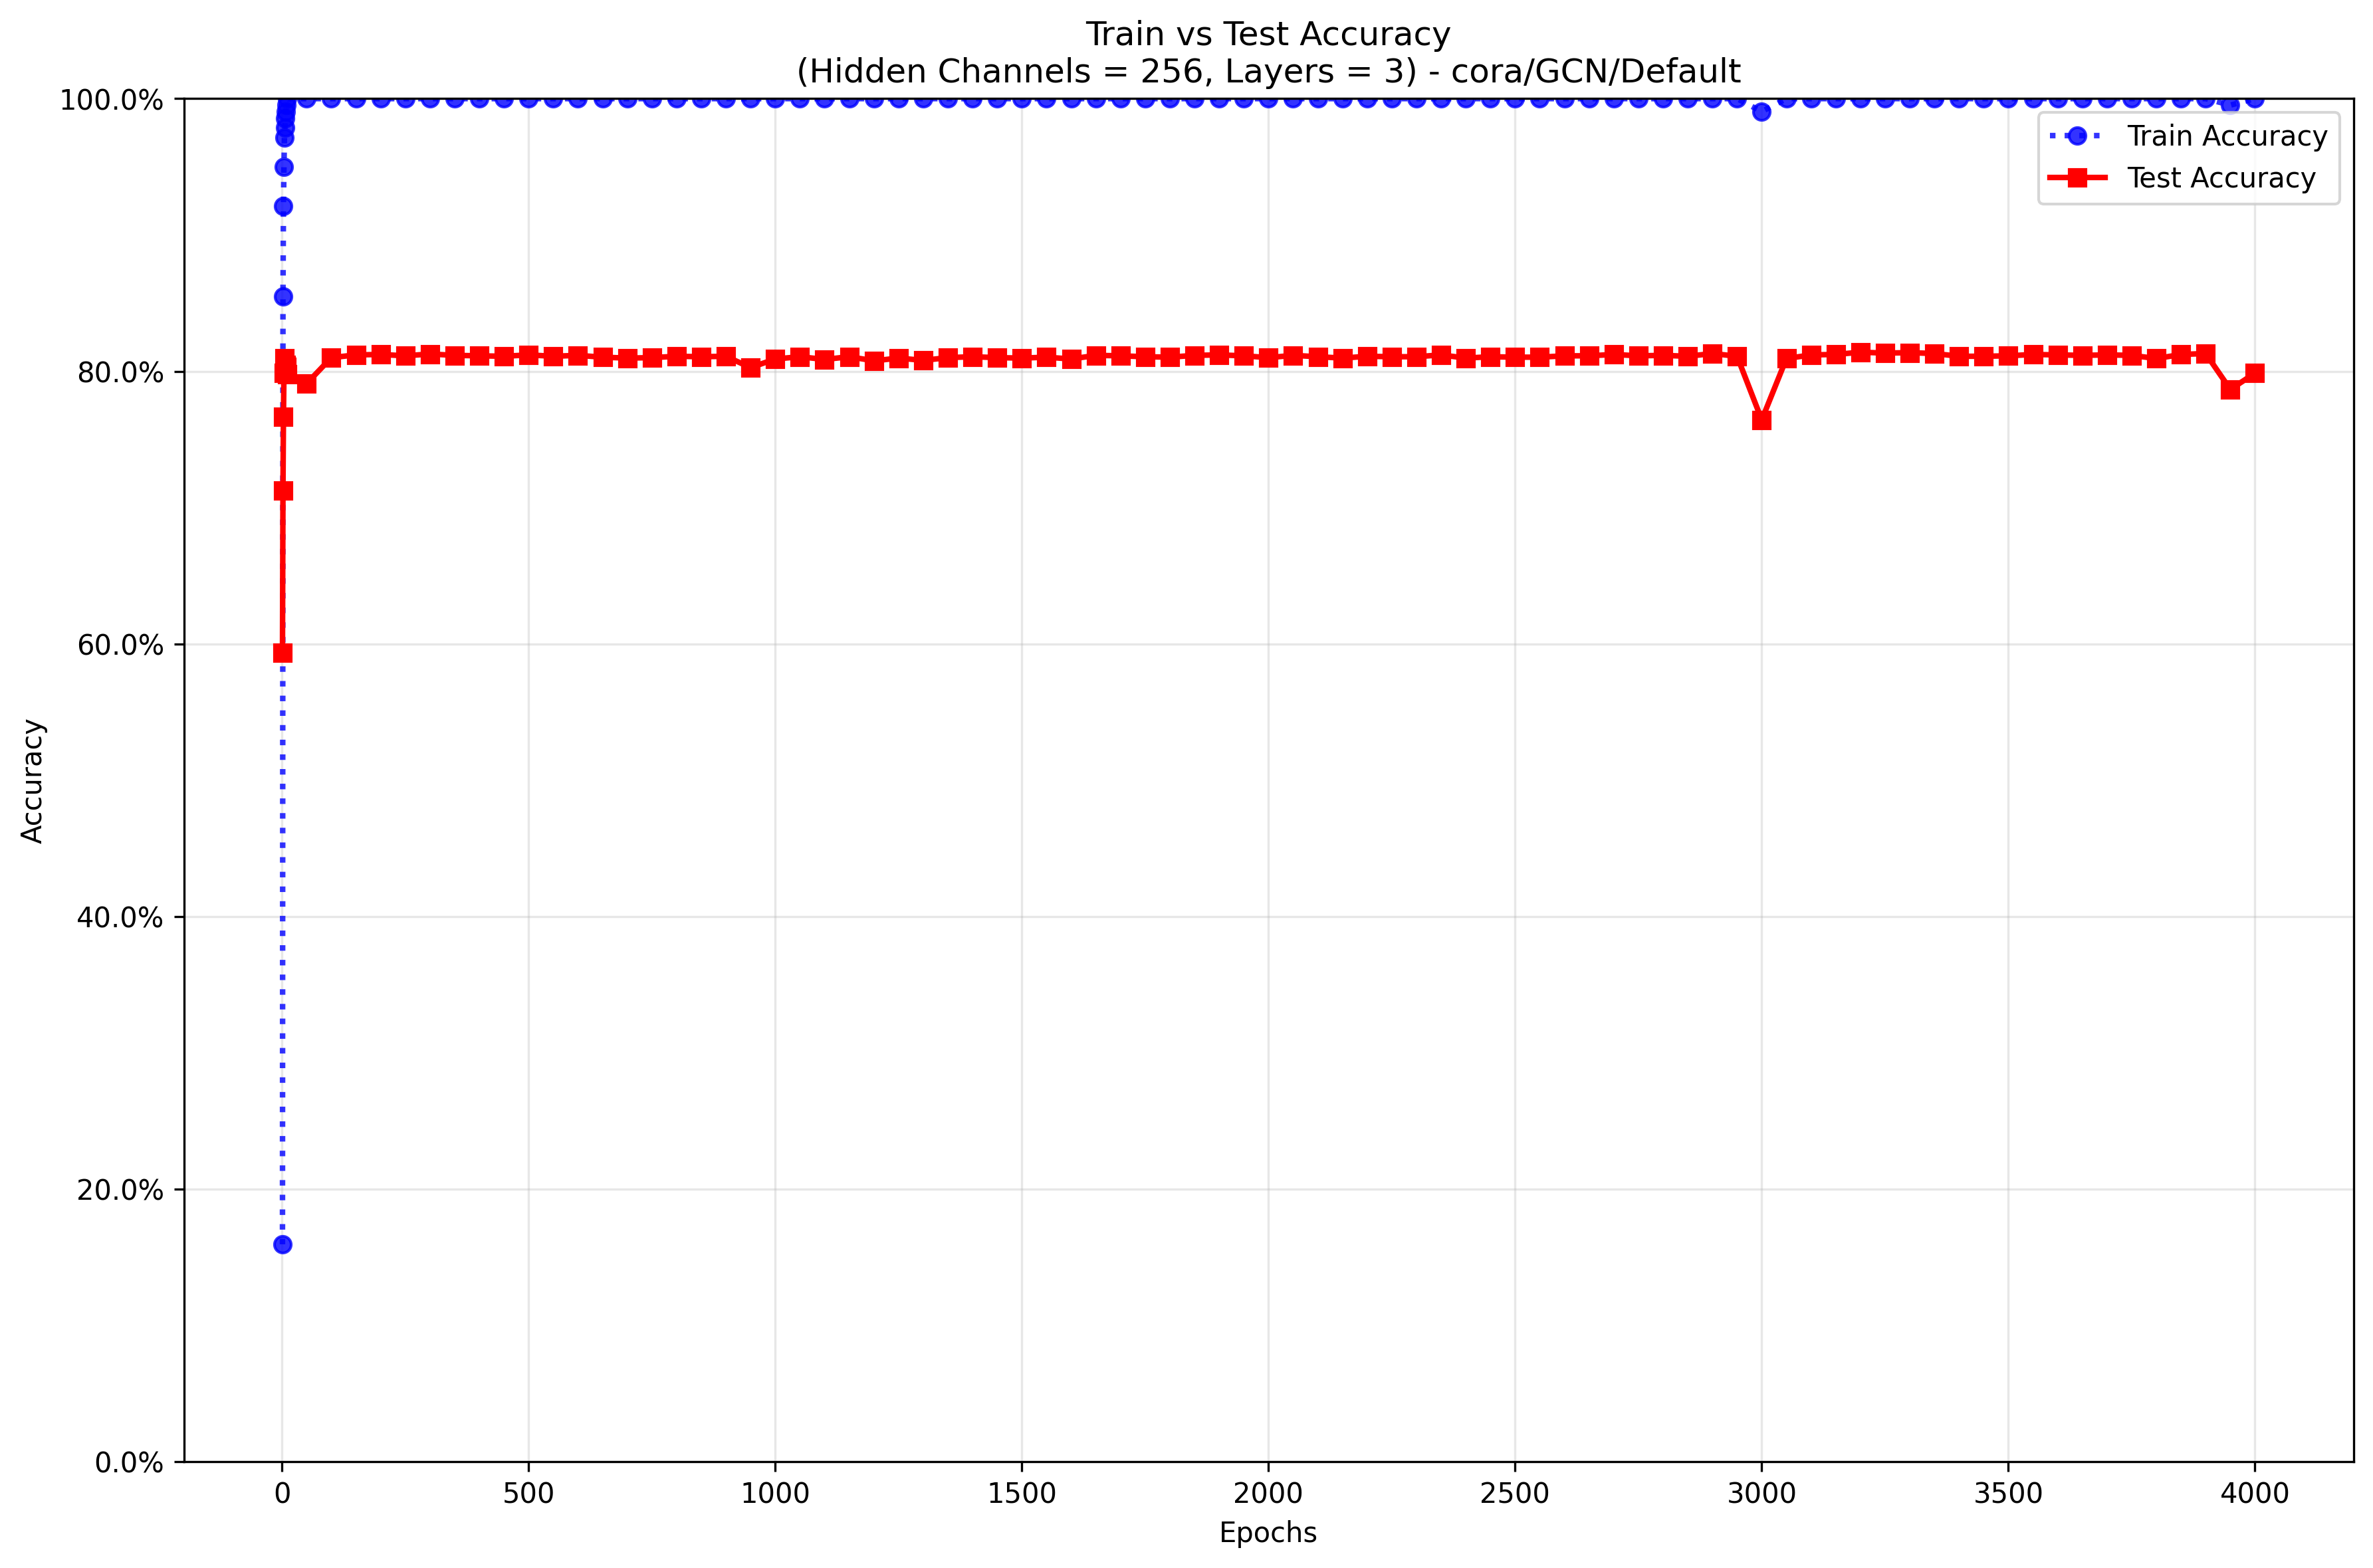 Train vs Test Accuracy
(Hidden Channels = 256, Layers = 3) - cora/GCN/Default
100.0%
80.0%
60.0%
40.0%
20.0%
0.0%
Accuracy
Train Accuracy
Test Accuracy
0 500 1000 1500 2000 2500 3000 3500 4000
Epochs